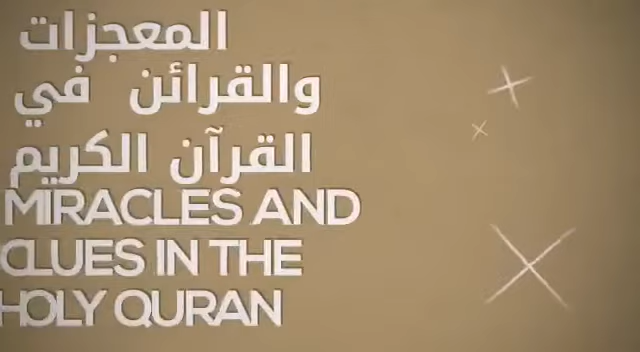 المعجزات
والقرائن في
القرآن الكريم
MIRACLES AND
CLUES IN THE
HOLY QURAN